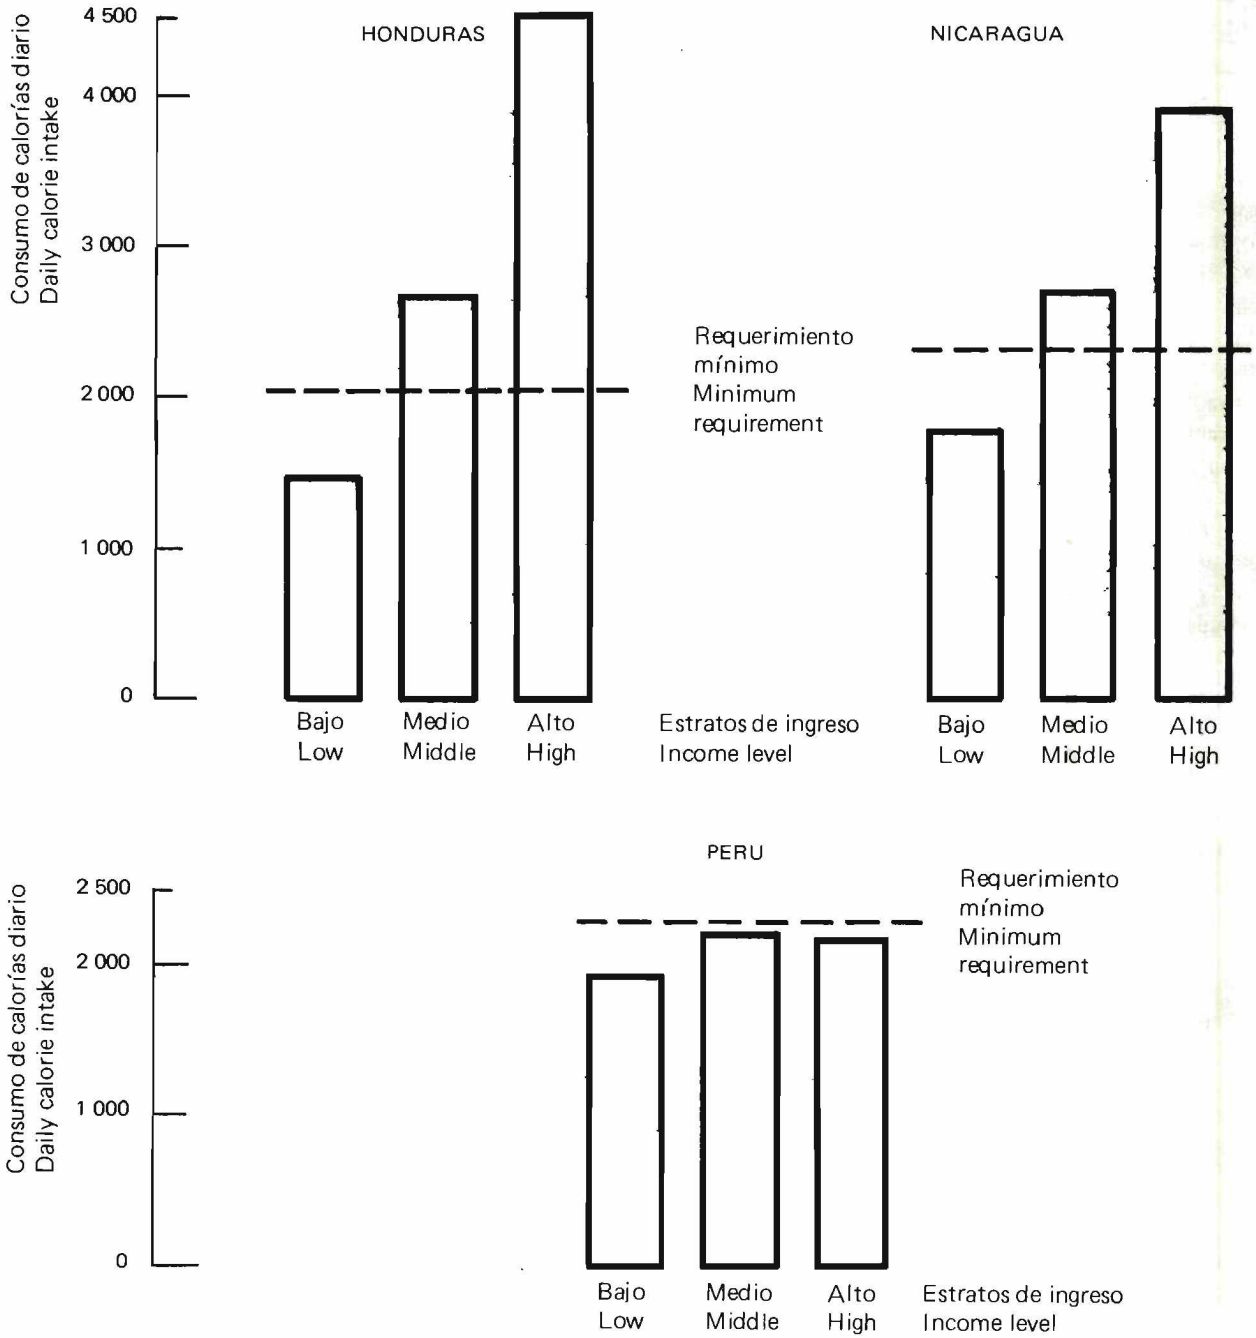 HONDURAS
NICARAGUA
Consumo de calorías diario
Daily calorie intake
4 500
4 000
3 000
2 000
1 000
0
Requerimiento
mínimo
Minimum
requirement
Bajo
Low
Medio
Middle
Alto
High
Estratos de ingreso
Income level
Bajo
Low
Medio
Middle
Alto
High
PERU
Consumo de calorías diario
Daily calorie intake
2 500
2 000
1 000
0
Requerimiento
mínimo
Minimum
requirement
Bajo
Low
Medio
Middle
Alto
High
Estratos de ingreso
Income level